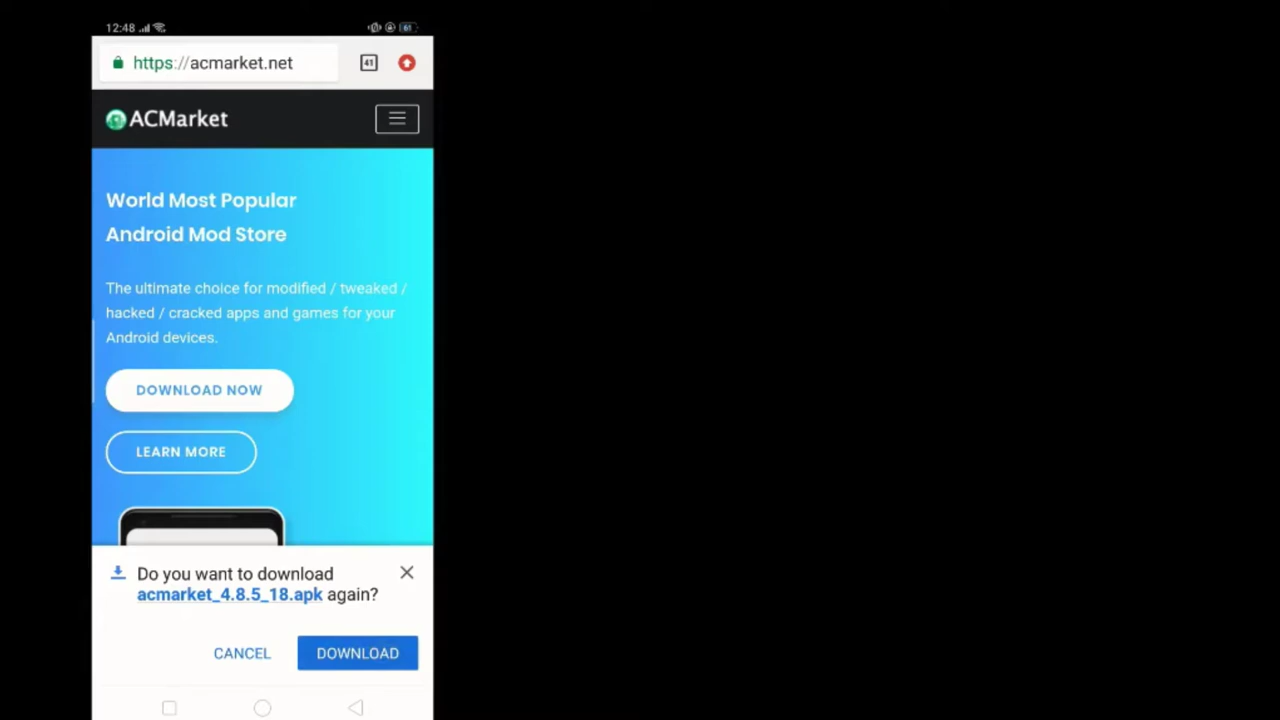 12:48
61
https://acmarket.net
41
ACMarket
World Most Popular
Android Mod Store
The ultimate choice for modified / tweaked /
hacked / cracked apps and games for your
Android devices.
DOWNLOAD NOW
LEARN MORE
Do you want to download
acmarket_4.8.5_18.apk again?
CANCEL
DOWNLOAD